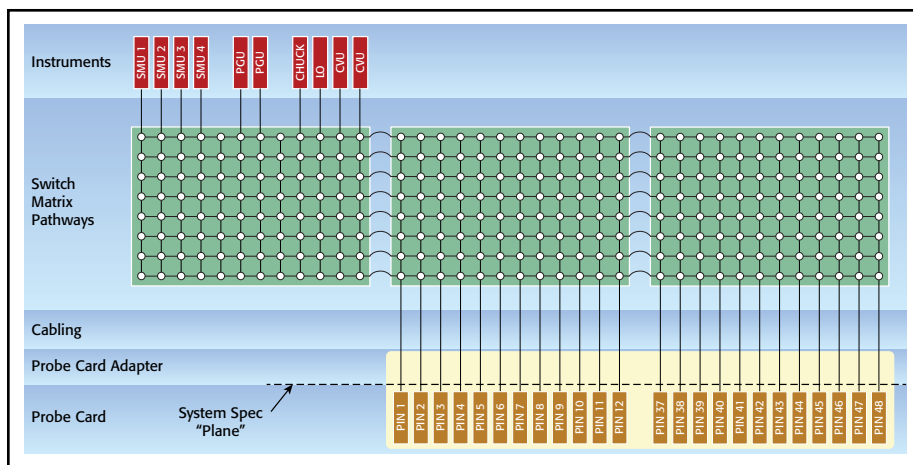 Instruments
SMU 1
SMU 2
SMU 3
SMU 4
PGU
PGU
CHUCK
LO
CVU
CVU
Switch
Matrix
Pathways
Cabling
Probe Card Adapter
System Spec
“Plane”
Probe Card
PIN 1
PIN 2
PIN 3
PIN 4
PIN 5
PIN 6
PIN 7
PIN 8
PIN 9
PIN 10
PIN 11
PIN 12
PIN 37
PIN 38
PIN 39
PIN 40
PIN 41
PIN 42
PIN 43
PIN 44
PIN 45
PIN 46
PIN 47
PIN 48